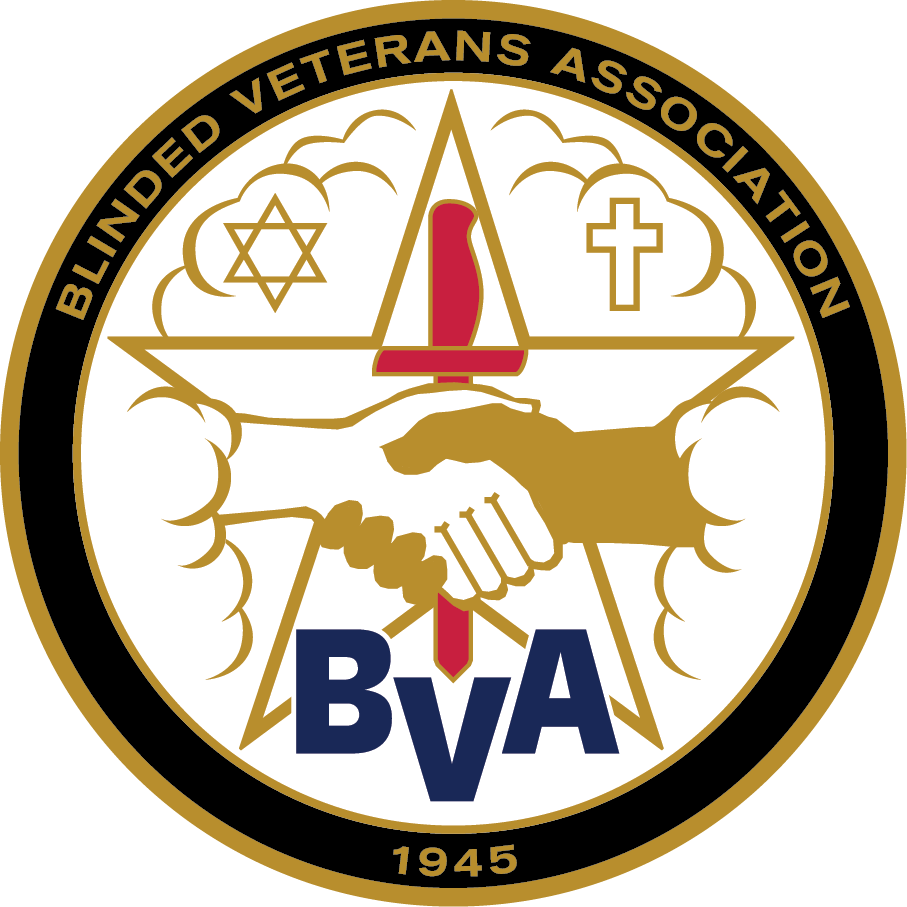 BLINDED VETERANS ASSOCIATION
BVA
1945